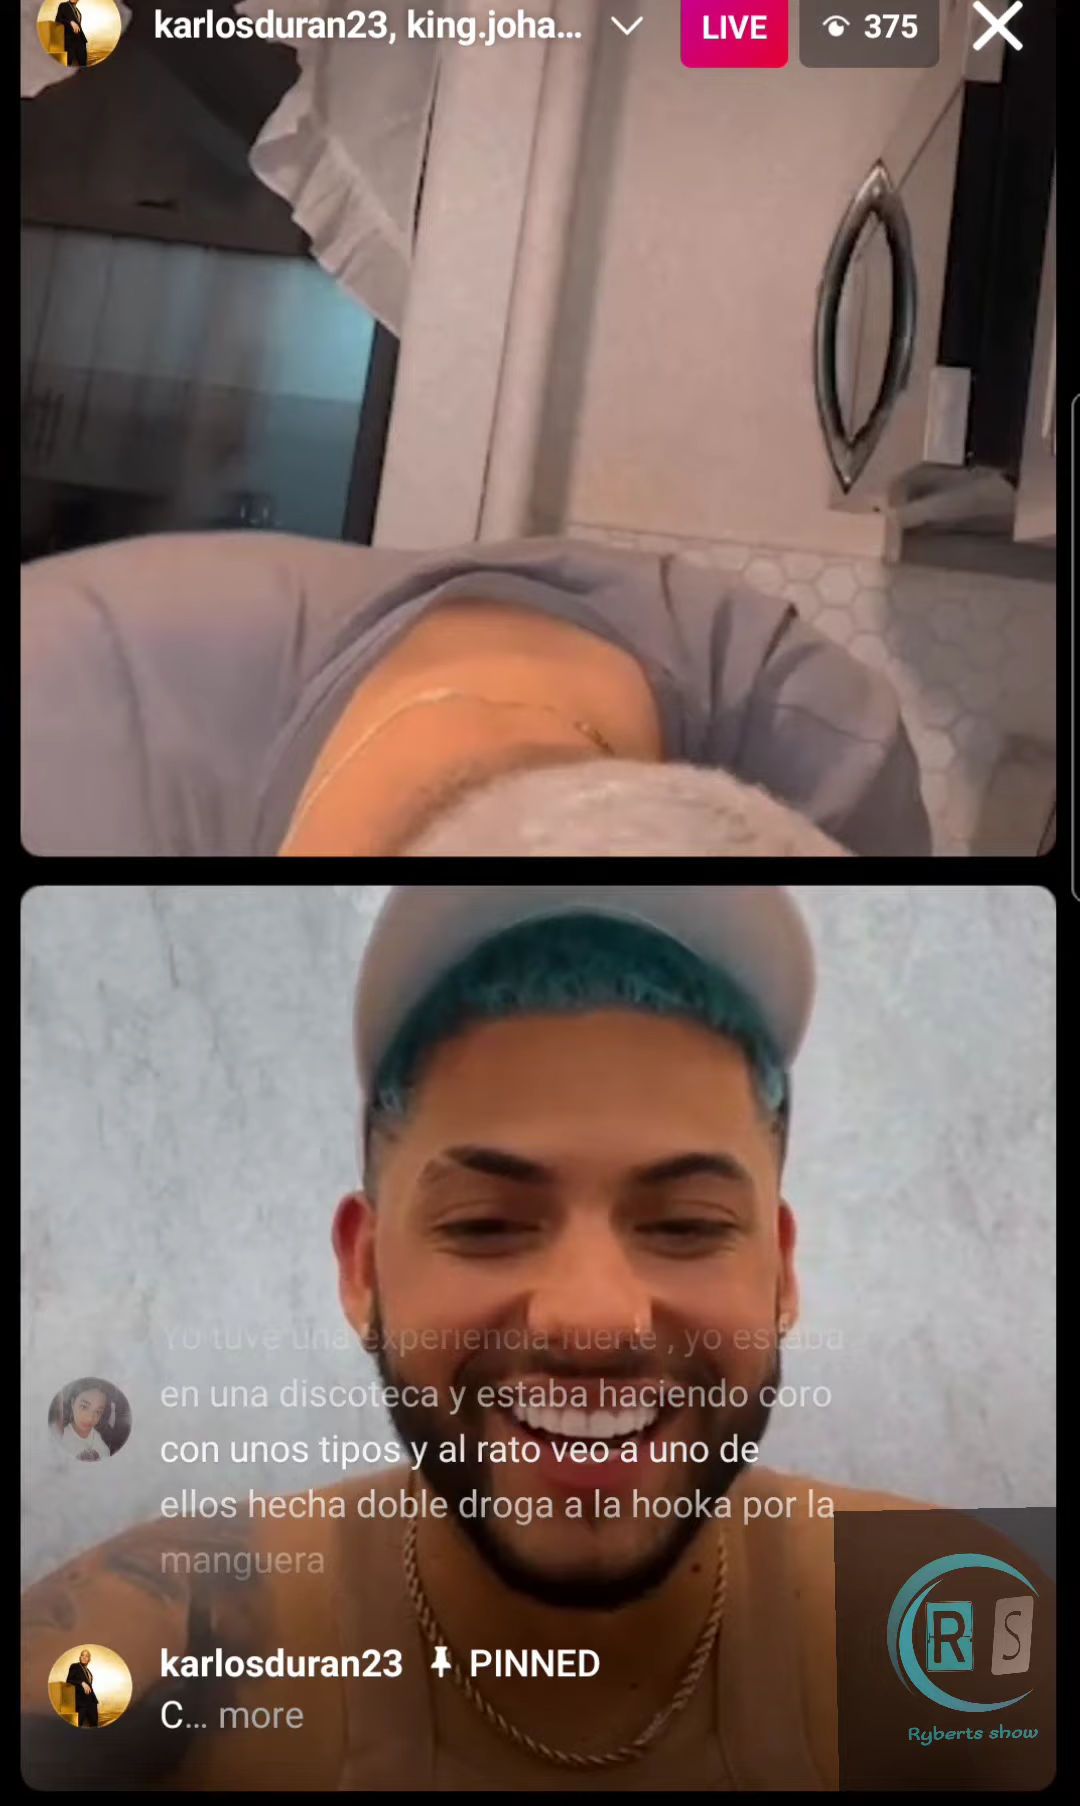 karlosduran23, king.joha...
LIVE
375
Yo tuve una experiencia fuerte , yo estaba
en una discoteca y estaba haciendo coro
con unos tipos y al rato veo a uno de
ellos hecha doble droga a la hooka por la
manguera
karlosduran23 PINNED
C... more
R S
Ryberts show